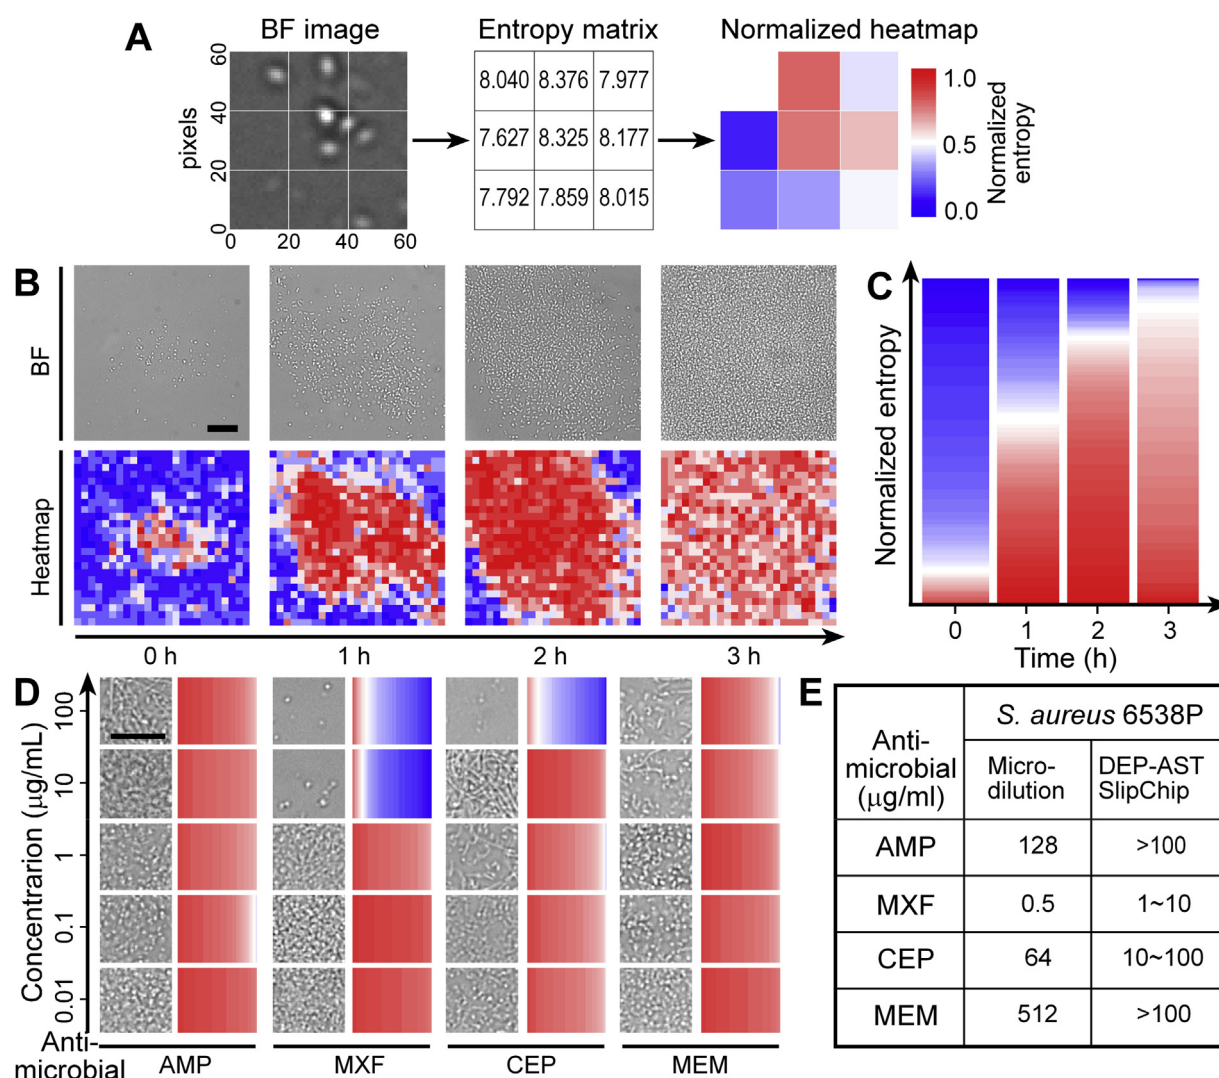 A
BF image
Entropy matrix
Normalized heatmap
pixels
60
40
20
0
0
20
40
60
8.040 8.376 7.977
7.627 8.325 8.177
7.792 7.859 8.015
1.0
0.5
0.0
Normalized
entropy
B
BF
Heatmap
0 h
1 h
2 h
3 h
C
Normalized entropy
0
1
2
3
Time (h)
D
Concentrarion (μg/mL)
100
10
1
0.1
0.01
Anti-
microbial
AMP
MXF
CEP
MEM
E
Anti-
microbial
(μg/ml)
S. aureus 6538P
Micro-
dilution
DEP-AST
SlipChip
AMP 128 >100
MXF 0.5 1~10
CEP 64 10~100
MEM 512 >100